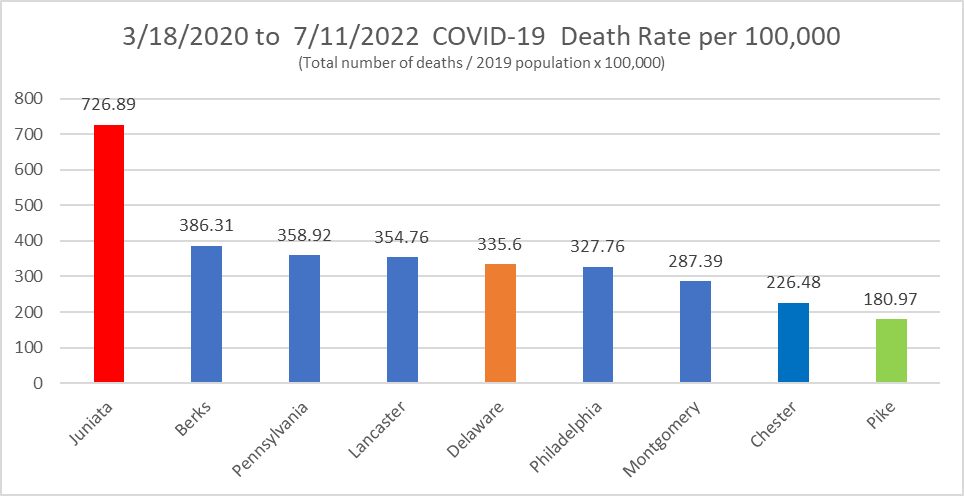 3/18/2020 to 7/11/2022 COVID-19 Death Rate per 100,000
(Total number of deaths / 2019 population x 100,000)
800
700
600
500
400
300
200
100
0
726.89
386.31
358.92
354.76
335.6
327.76
287.39
226.48
180.97
Juniata
Berks
Pennsylvania
Lancaster
Delaware
Philadelphia
Montgomery
Chester
Pike